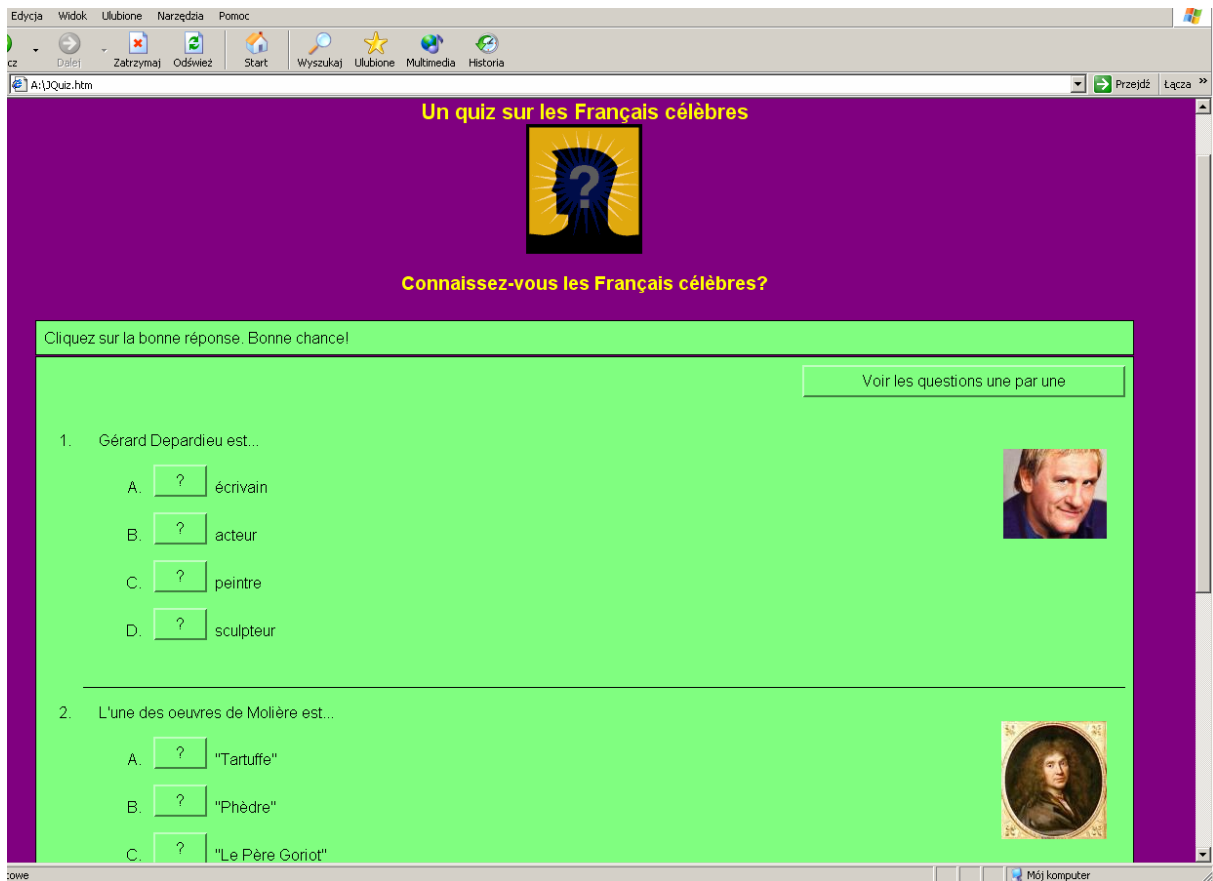 Edycja Widok Ulubione Narzędzia Pomoc
cz Dalej Zatrzymaj Odśwież Start Wyszukaj Ulubione Multimedia Historia
A:\JQuiz.htm Przejdź Łącza »
Un quiz sur les Français célèbres
?
Connaissez-vous les Français célèbres?
Cliquez sur la bonne réponse. Bonne chance!
Voir les questions une par une
1. Gérard Depardieu est...
A. ? écrivain
B. ? acteur
C. ? peintre
D. ? sculpteur
2. L'une des oeuvres de Molière est...
A. ? "Tartuffe"
B. ? "Phèdre"
C. ? "Le Père Goriot"
cowe Mój komputer